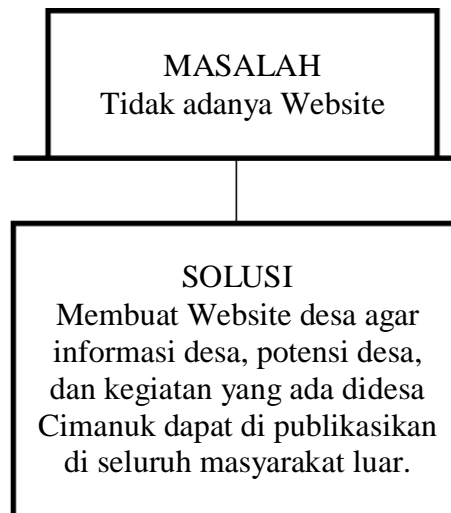 MASALAH
Tidak adanya Website
SOLUSI
Membuat Website desa agar
informasi desa, potensi desa,
dan kegiatan yang ada didesa
Cimanuk dapat di publikasikan
di seluruh masyarakat luar.